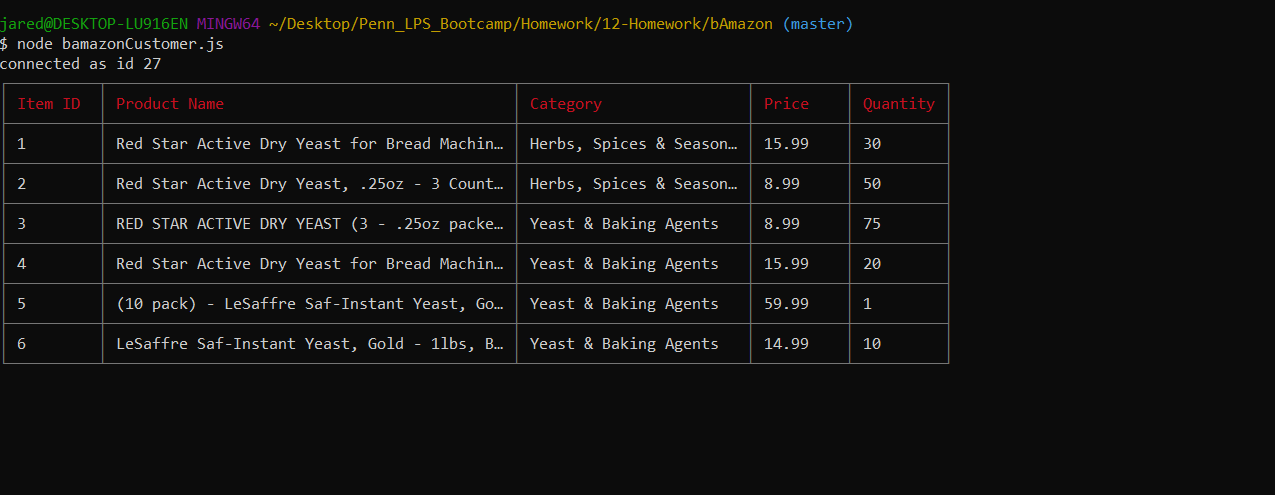 jared@DESKTOP-LU916EN MINGW64 ~/Desktop/Penn_LPS_Bootcamp/Homework/12-Homework/bAmazon (master)
$ node bamazonCustomer.js
connected as id 27
Item ID Product Name Category Price Quantity
1 Red Star Active Dry Yeast for Bread Machin… Herbs, Spices & Season… 15.99 30
2 Red Star Active Dry Yeast, .25oz - 3 Count… Herbs, Spices & Season… 8.99 50
3 RED STAR ACTIVE DRY YEAST (3 - .25oz packe… Yeast & Baking Agents 8.99 75
4 Red Star Active Dry Yeast for Bread Machin… Yeast & Baking Agents 15.99 20
5 (10 pack) - LeSaffre Saf-Instant Yeast, Go… Yeast & Baking Agents 59.99 1
6 LeSaffre Saf-Instant Yeast, Gold - 1lbs, B… Yeast & Baking Agents 14.99 10